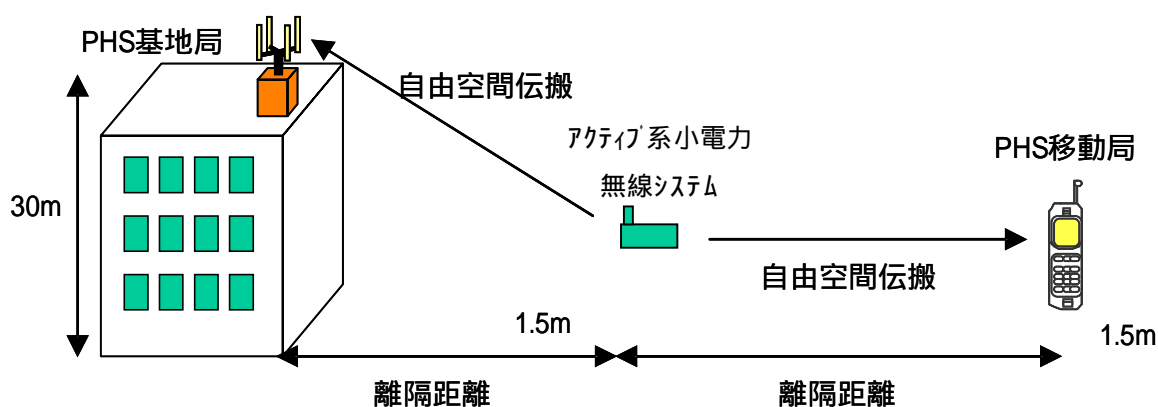 PHS基地局
自由空間伝搬
ｱｸﾃｨﾌﾞ系小電力
無線ｼｽﾃﾑ
PHS移動局
30m
自由空間伝搬
1.5m
1.5m
離隔距離
離隔距離